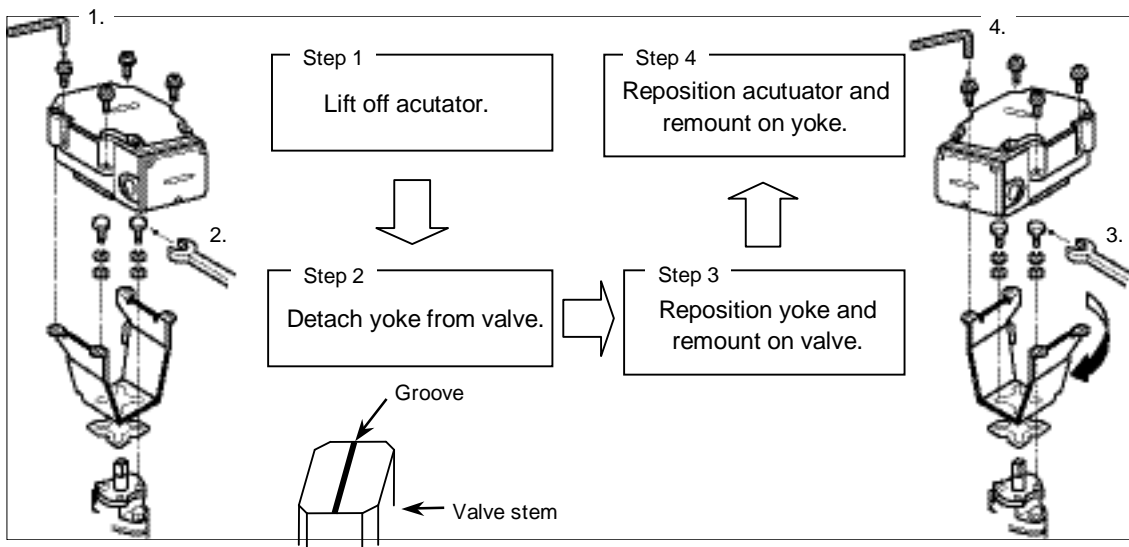 1.
Step 1
Lift off acutator.
2.
Step 2
Detach yoke from valve.
Step 3
Reposition yoke and
remount on valve.
3.
Step 4
Reposition acutuator and
remount on yoke.
4.
Groove
Valve stem